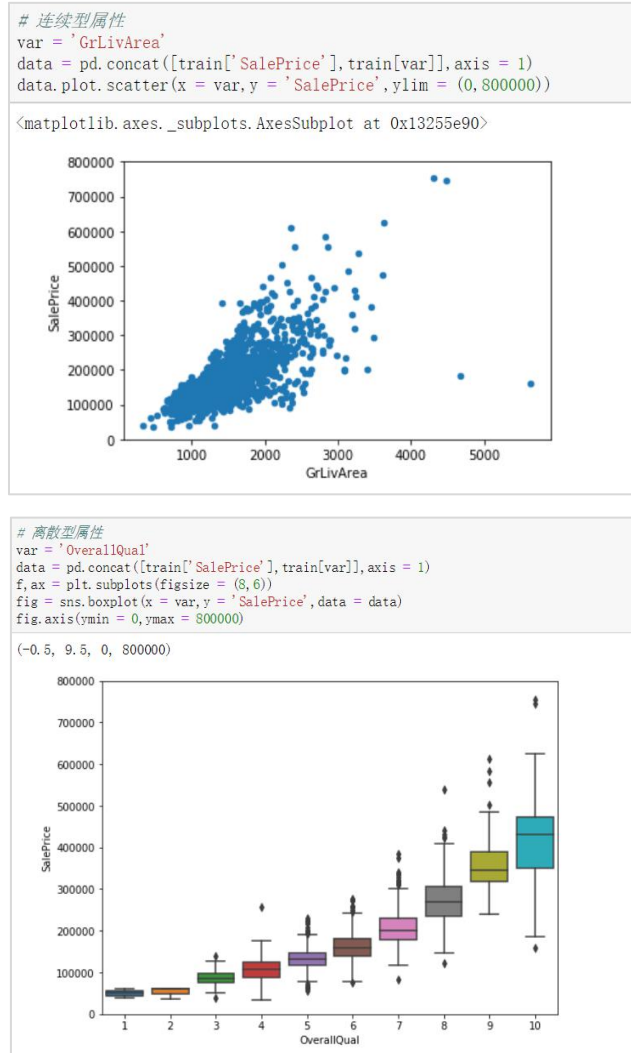 # 连续型属性
var = 'GrLivArea'
data = pd.concat([train['SalePrice'],train[var]],axis = 1)
data.plot.scatter(x = var,y = 'SalePrice',ylim = (0,800000))
<matplotlib.axes._subplots.AxesSubplot at 0x13255e90>
800000
700000
600000
500000
400000
300000
200000
100000
0
SalePrice
1000 2000 3000 4000 5000
GrLivArea
# 离散型属性
var = 'OverallQual'
data = pd.concat([train['SalePrice'],train[var]],axis = 1)
f,ax = plt.subplots(figsize = (8,6))
fig = sns.boxplot(x = var,y = 'SalePrice',data = data)
fig.axis(ymin = 0,ymax = 800000)
(-0.5, 9.5, 0, 800000)
800000
700000
600000
500000
400000
300000
200000
100000
0
SalePrice
1 2 3 4 5 6 7 8 9 10
OverallQual